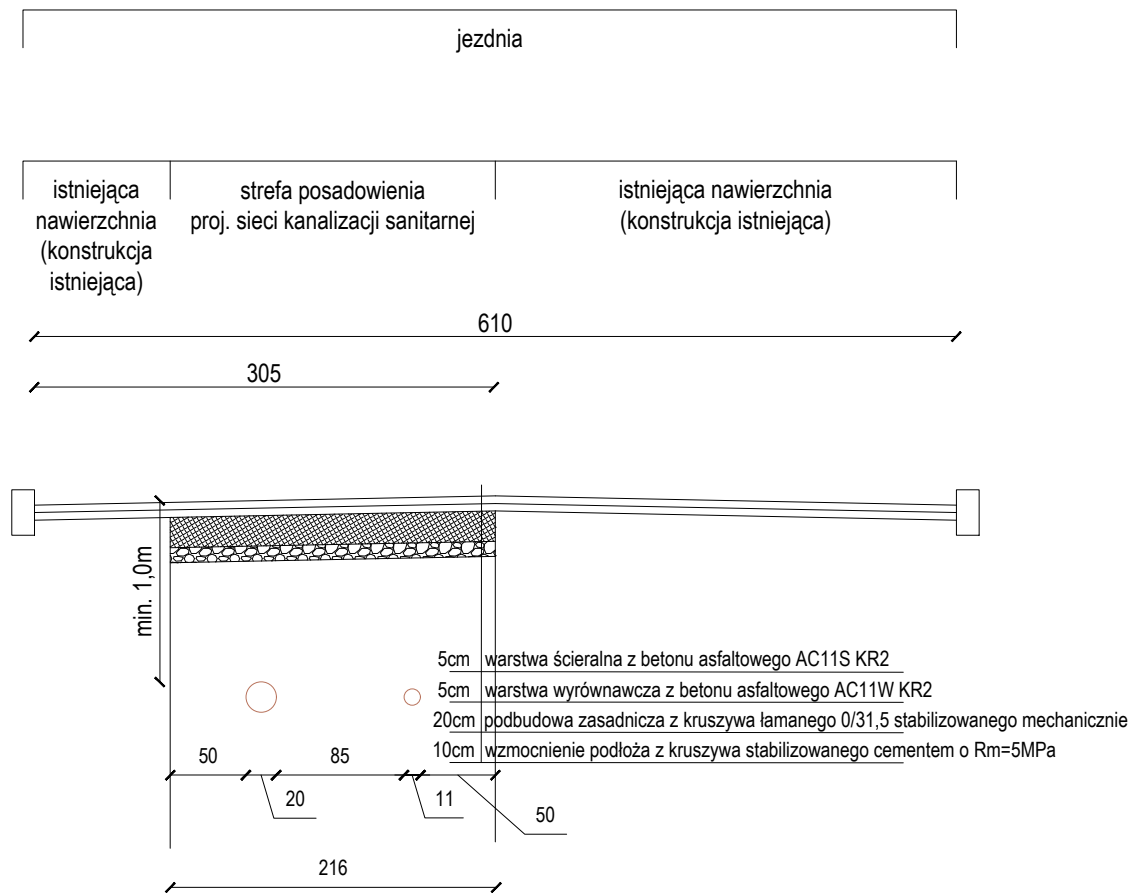 jezdnia
istniejąca
nawierzchnia
(konstrukcja
istniejąca)
strefa posadowienia
proj. sieci kanalizacji sanitarnej
istniejąca nawierzchnia
(konstrukcja istniejąca)
610
305
min. 1,0m
5cm warstwa ścieralna z betonu asfaltowego AC11S KR2
5cm warstwa wyrównawcza z betonu asfaltowego AC11W KR2
20cm podbudowa zasadnicza z kruszywa łamanego 0/31,5 stabilizowanego mechanicznie
10cm wzmocnienie podłoża z kruszywa stabilizowanego cementem o Rm=5MPa
50
85
20
11
50
216